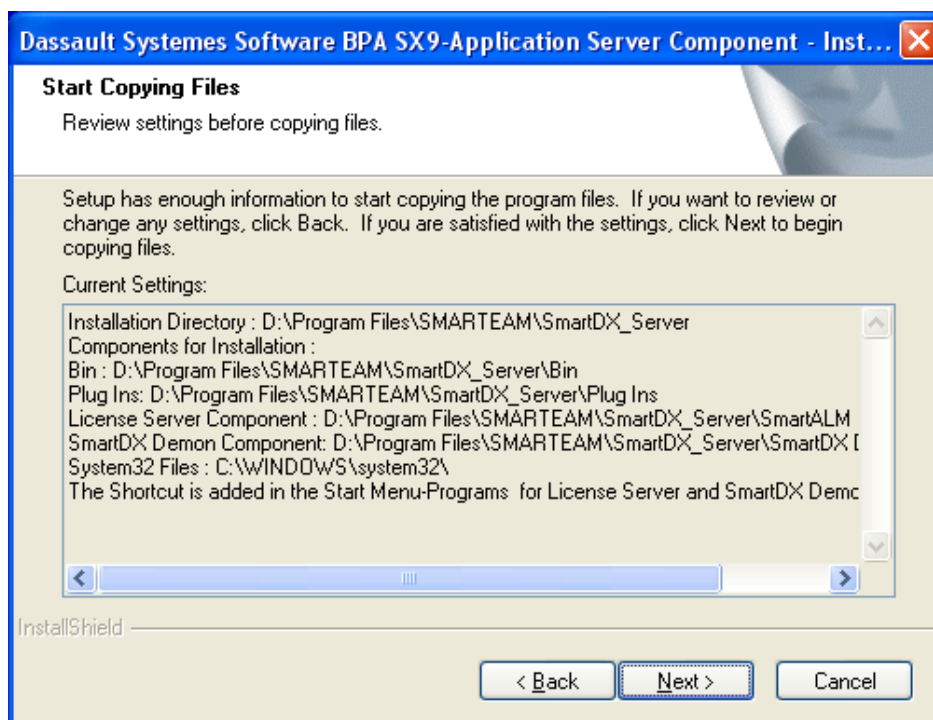 Dassault Systemes Software BPA SX9-Application Server Component - Inst...
Start Copying Files
Review settings before copying files.
Setup has enough information to start copying the program files. If you want to review or
change any settings, click Back. If you are satisfied with the settings, click Next to begin
copying files.
Current Settings:
Installation Directory : D:\Program Files\SMARTEAM\SmartDX_Server
Components for Installation :
Bin : D:\Program Files\SMARTEAM\SmartDX_Server\Bin
Plug Ins: D:\Program Files\SMARTEAM\SmartDX_Server\Plug Ins
License Server Component : D:\Program Files\SMARTEAM\SmartDX_Server\SmartALM
SmartDX Demon Component: D:\Program Files\SMARTEAM\SmartDX_Server\SmartDX D
System32 Files : C:\WINDOWS\system32\
The Shortcut is added in the Start Menu-Programs for License Server and SmartDX Demo
InstallShield
< Back
Next >
Cancel